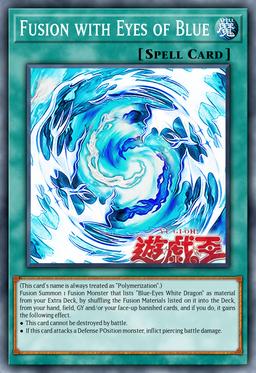 FUSION WITH EYES OF BLUE
魔
[SPELL CARD]
YU-GI-OH!
遊戯王
(This card's name is always treated as "Polymerization".)
Fusion Summon 1 Fusion Monster that lists "Blue-Eyes White Dragon" as material
from your Extra Deck, by shuffling the Fusion Materials listed on it into the Deck,
from your hand, field, GY and/or your face-up banished cards, and if you do, it gains
the following effect.
● This card cannot be destroyed by battle.
● If this card attacks a Defense POsition monster, inflict piercing battle damage.